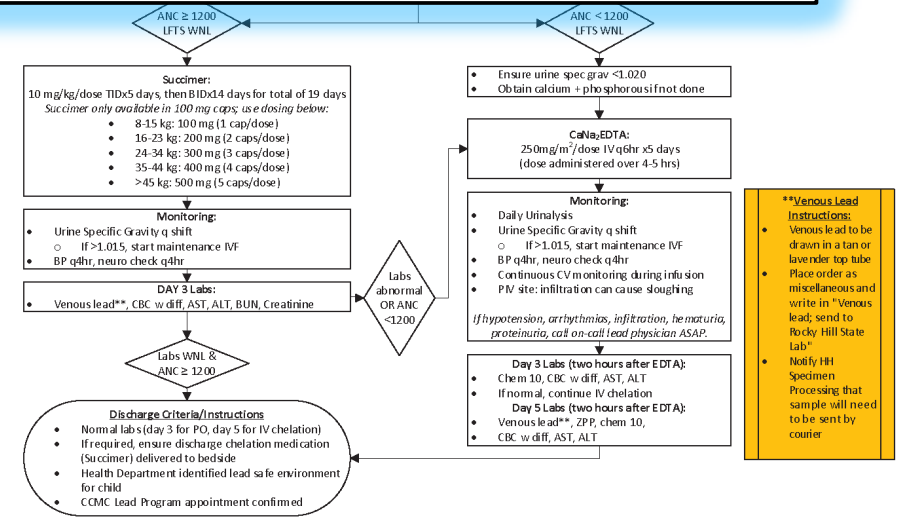 ANC ≥ 1200
LFTS WNL
ANC < 1200
LFTS WNL
Succimer:
10 mg/kg/dose TIDx5 days, then BIDx14 days for total of 19 days
Succimer only available in 100 mg caps; use dosing below:
• 8-15 kg: 100 mg (1 cap/dose)
• 16-23 kg: 200 mg (2 caps/dose)
• 24-34 kg: 300 mg (3 caps/dose)
• 35-44 kg: 400 mg (4 caps/dose)
• >45 kg: 500 mg (5 caps/dose)
Monitoring:
• Urine Specific Gravity q shift
o If >1.015, start maintenance IVF
• BP q4hr, neuro check q4hr
DAY 3 Labs:
• Venous lead**, CBC w diff, AST, ALT, BUN, Creatinine
Labs
abnormal
OR ANC
<1200
Labs WNL &
ANC ≥ 1200
• Ensure urine spec grav <1.020
• Obtain calcium + phosphorous if not done
CaNa₂EDTA:
250mg/m²/dose IV q6hr x5 days
(dose administered over 4-5 hrs)
Monitoring:
• Daily Urinalysis
• Urine Specific Gravity q shift
o If >1.015, start maintenance IVF
• BP q4hr, neuro check q4hr
• Continuous CV monitoring during infusion
• PIV site: infiltration can cause sloughing
If hypotension, arrhythmias, infiltration, hematuria,
proteinuria, call on-call lead physician ASAP.
Day 3 Labs (two hours after EDTA):
• Chem 10, CBC w diff, AST, ALT
• If normal, continue IV chelation
Day 5 Labs (two hours after EDTA):
• Venous lead**, ZPP, chem 10,
• CBC w diff, AST, ALT
Discharge Criteria/Instructions
• Normal labs (day 3 for PO, day 5 for IV chelation)
• If required, ensure discharge chelation medication
(Succimer) delivered to bedside
• Health Department identified lead safe environment
for child
• CCMC Lead Program appointment confirmed
**Venous Lead
Instructions:
• Venous lead to be
drawn in a tan or
lavender top tube
• Place order as
miscellaneous and
write in "Venous
lead; send to
Rocky Hill State
Lab"
• Notify HH
Specimen
Processing that
sample will need
to be sent by
courier